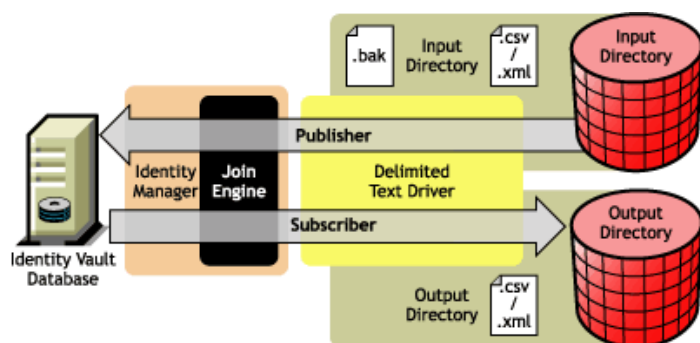 .bak
Input
Directory
.csv
/
.xml
Input
Directory
Publisher
Identity
Manager
Join
Engine
Delimited
Text Driver
Subscriber
Identity Vault
Database
Output
Directory
Output
Directory
.csv
/
.xml